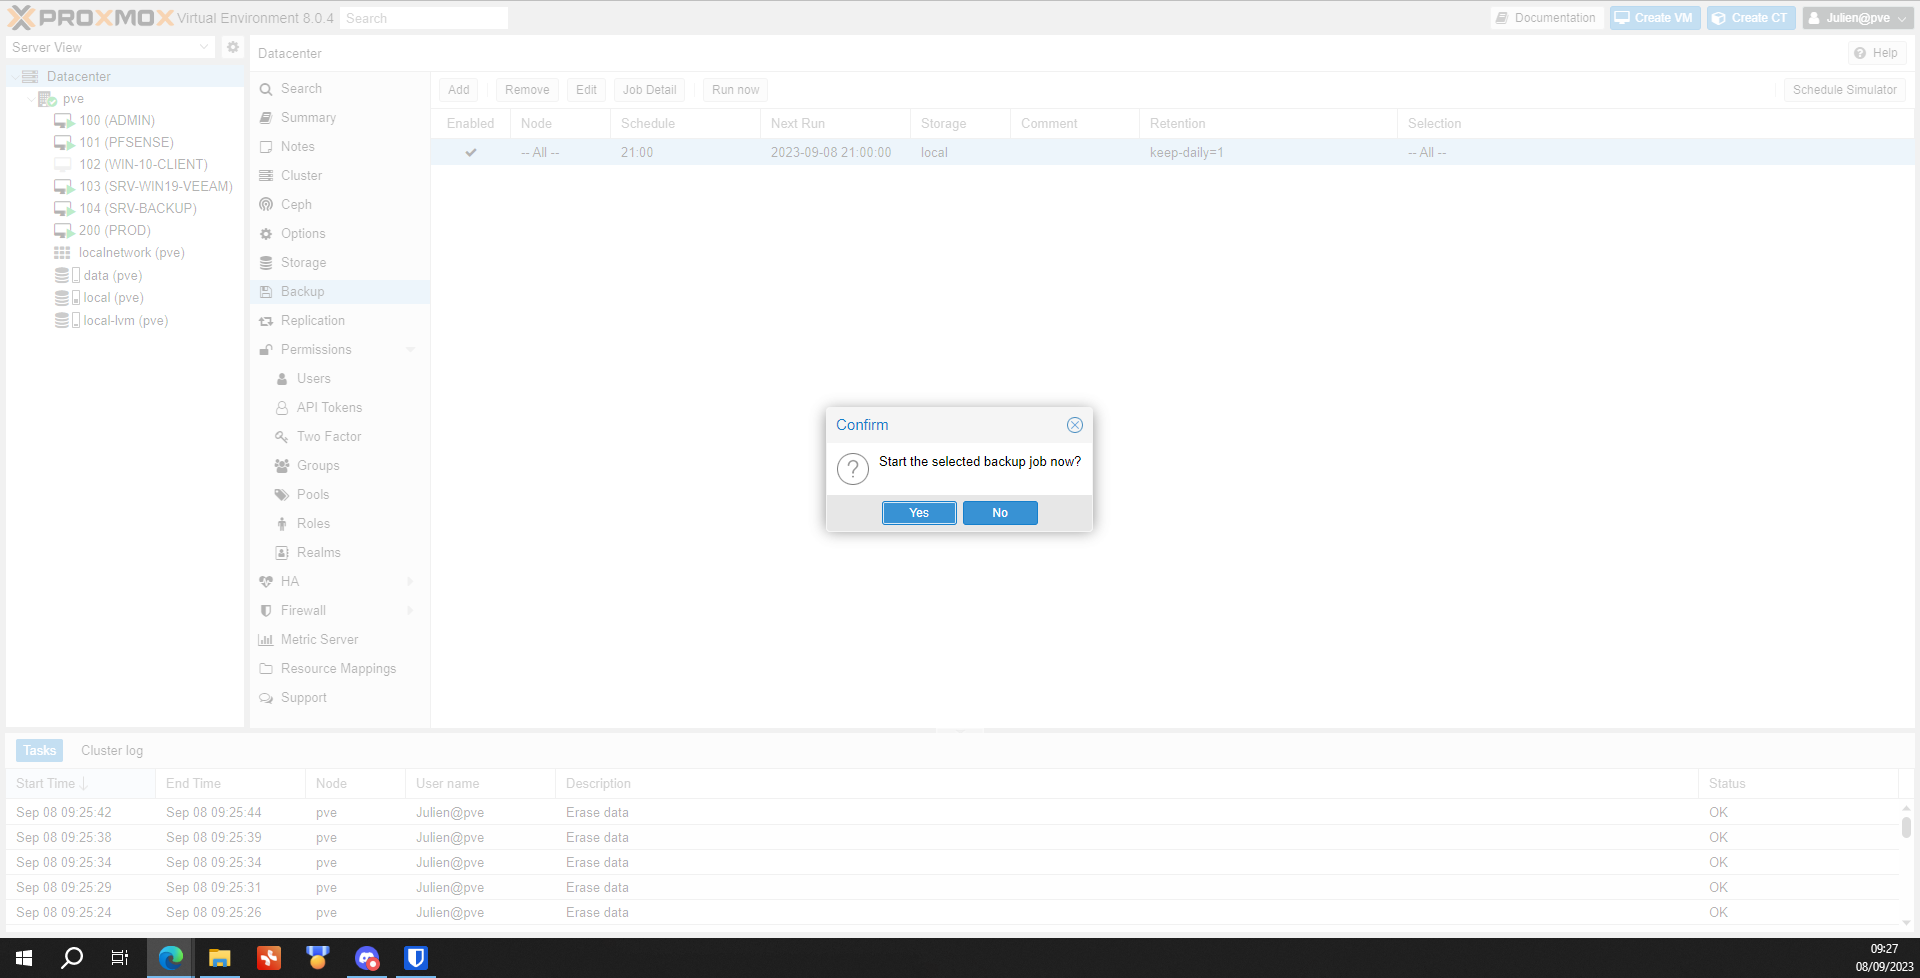 PROXMOX Virtual Environment 8.0.4 Search Documentation Create VM Create CT Julien@pve
Server View
Datacenter Help
Datacenter
pve
100 (ADMIN)
101 (PFSENSE)
102 (WIN-10-CLIENT)
103 (SRV-WIN19-VEEAM)
104 (SRV-BACKUP)
200 (PROD)
localnetwork (pve)
data (pve)
local (pve)
local-lvm (pve)
Search
Summary
Notes
Cluster
Ceph
Options
Storage
Backup
Replication
Permissions
Users
API Tokens
Two Factor
Groups
Pools
Roles
Realms
HA
Firewall
Metric Server
Resource Mappings
Support
Add Remove Edit Job Detail Run now Schedule Simulator
Enabled Node Schedule Next Run Storage Comment Retention Selection
-- All -- 21:00 2023-09-08 21:00:00 local keep-daily=1 -- All --
Confirm
Start the selected backup job now?
Yes No
Tasks Cluster log
Start Time End Time Node User name Description Status
Sep 08 09:25:42 Sep 08 09:25:44 pve Julien@pve Erase data OK
Sep 08 09:25:38 Sep 08 09:25:39 pve Julien@pve Erase data OK
Sep 08 09:25:34 Sep 08 09:25:34 pve Julien@pve Erase data OK
Sep 08 09:25:29 Sep 08 09:25:31 pve Julien@pve Erase data OK
Sep 08 09:25:24 Sep 08 09:25:26 pve Julien@pve Erase data OK
09:27
08/09/2023